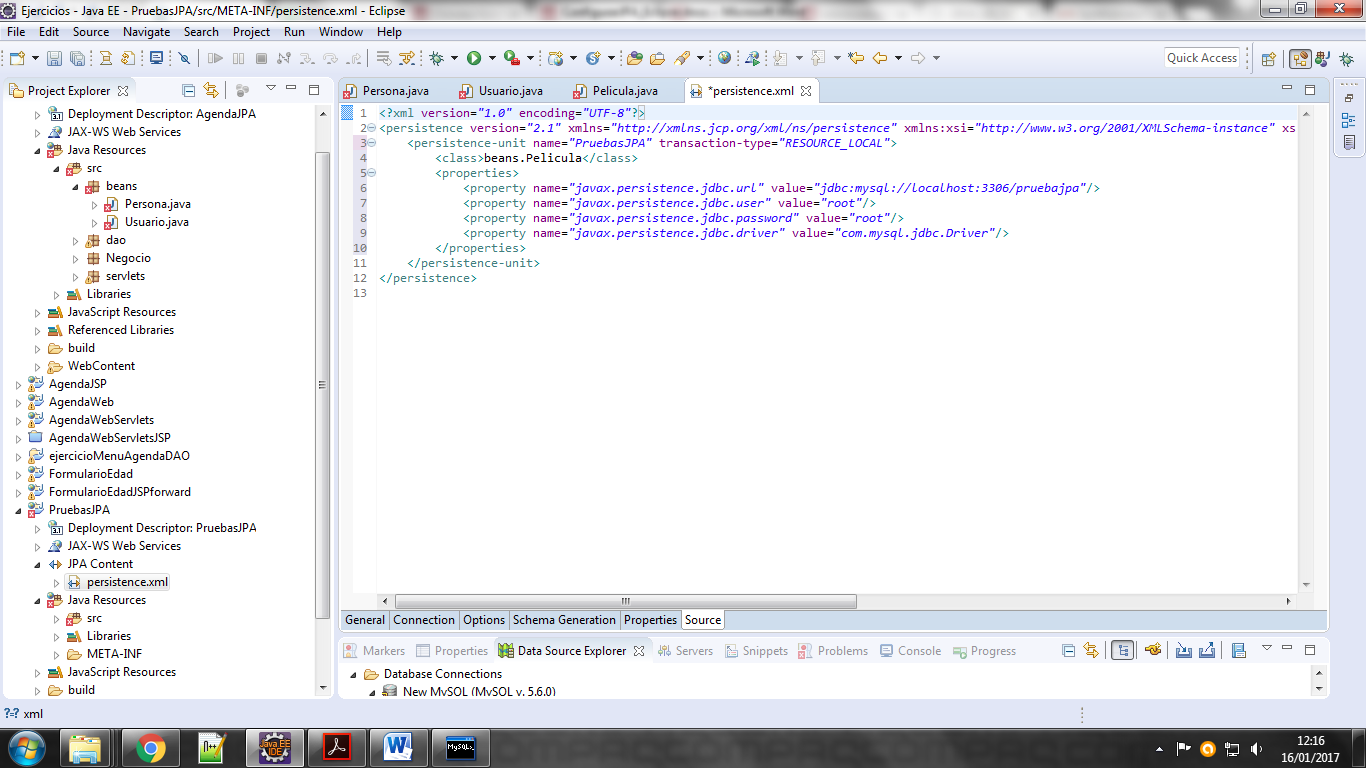 Ejercicios - Java EE - PruebasJPA/src/META-INF/persistence.xml - Eclipse
File Edit Source Navigate Search Project Run Window Help
Quick Access
Project Explorer
Deployment Descriptor: AgendaJPA
JAX-WS Web Services
Java Resources
src
beans
Persona.java
Usuario.java
dao
Negocio
servlets
Libraries
JavaScript Resources
Referenced Libraries
build
WebContent
AgendaJSP
AgendaWeb
AgendaWebServlets
AgendaWebServletsJSP
ejercicioMenuAgendaDAO
FormularioEdad
FormularioEdadJSPforward
PruebasJPA
Deployment Descriptor: PruebasJPA
JAX-WS Web Services
JPA Content
persistence.xml
Java Resources
src
Libraries
META-INF
JavaScript Resources
build
Persona.java Usuario.java Pelicula.java *persistence.xml
1 <?xml version="1.0" encoding="UTF-8"?>
2 <persistence version="2.1" xmlns="http://xmlns.jcp.org/xml/ns/persistence" xmlns:xsi="http://www.w3.org/2001/XMLSchema-instance" xs
3 <persistence-unit name="PruebasJPA" transaction-type="RESOURCE_LOCAL">
4 <class>beans.Pelicula</class>
5 <properties>
6 <property name="javax.persistence.jdbc.url" value="jdbc:mysql://localhost:3306/pruebajpa"/>
7 <property name="javax.persistence.jdbc.user" value="root"/>
8 <property name="javax.persistence.jdbc.password" value="root"/>
9 <property name="javax.persistence.jdbc.driver" value="com.mysql.jdbc.Driver"/>
10 </properties>
11 </persistence-unit>
12 </persistence>
13
General Connection Options Schema Generation Properties Source
Markers Properties Data Source Explorer Servers Snippets Problems Console Progress
Database Connections
New MySQL (MySQL v. 5.6.0)
xml
12:16
16/01/2017